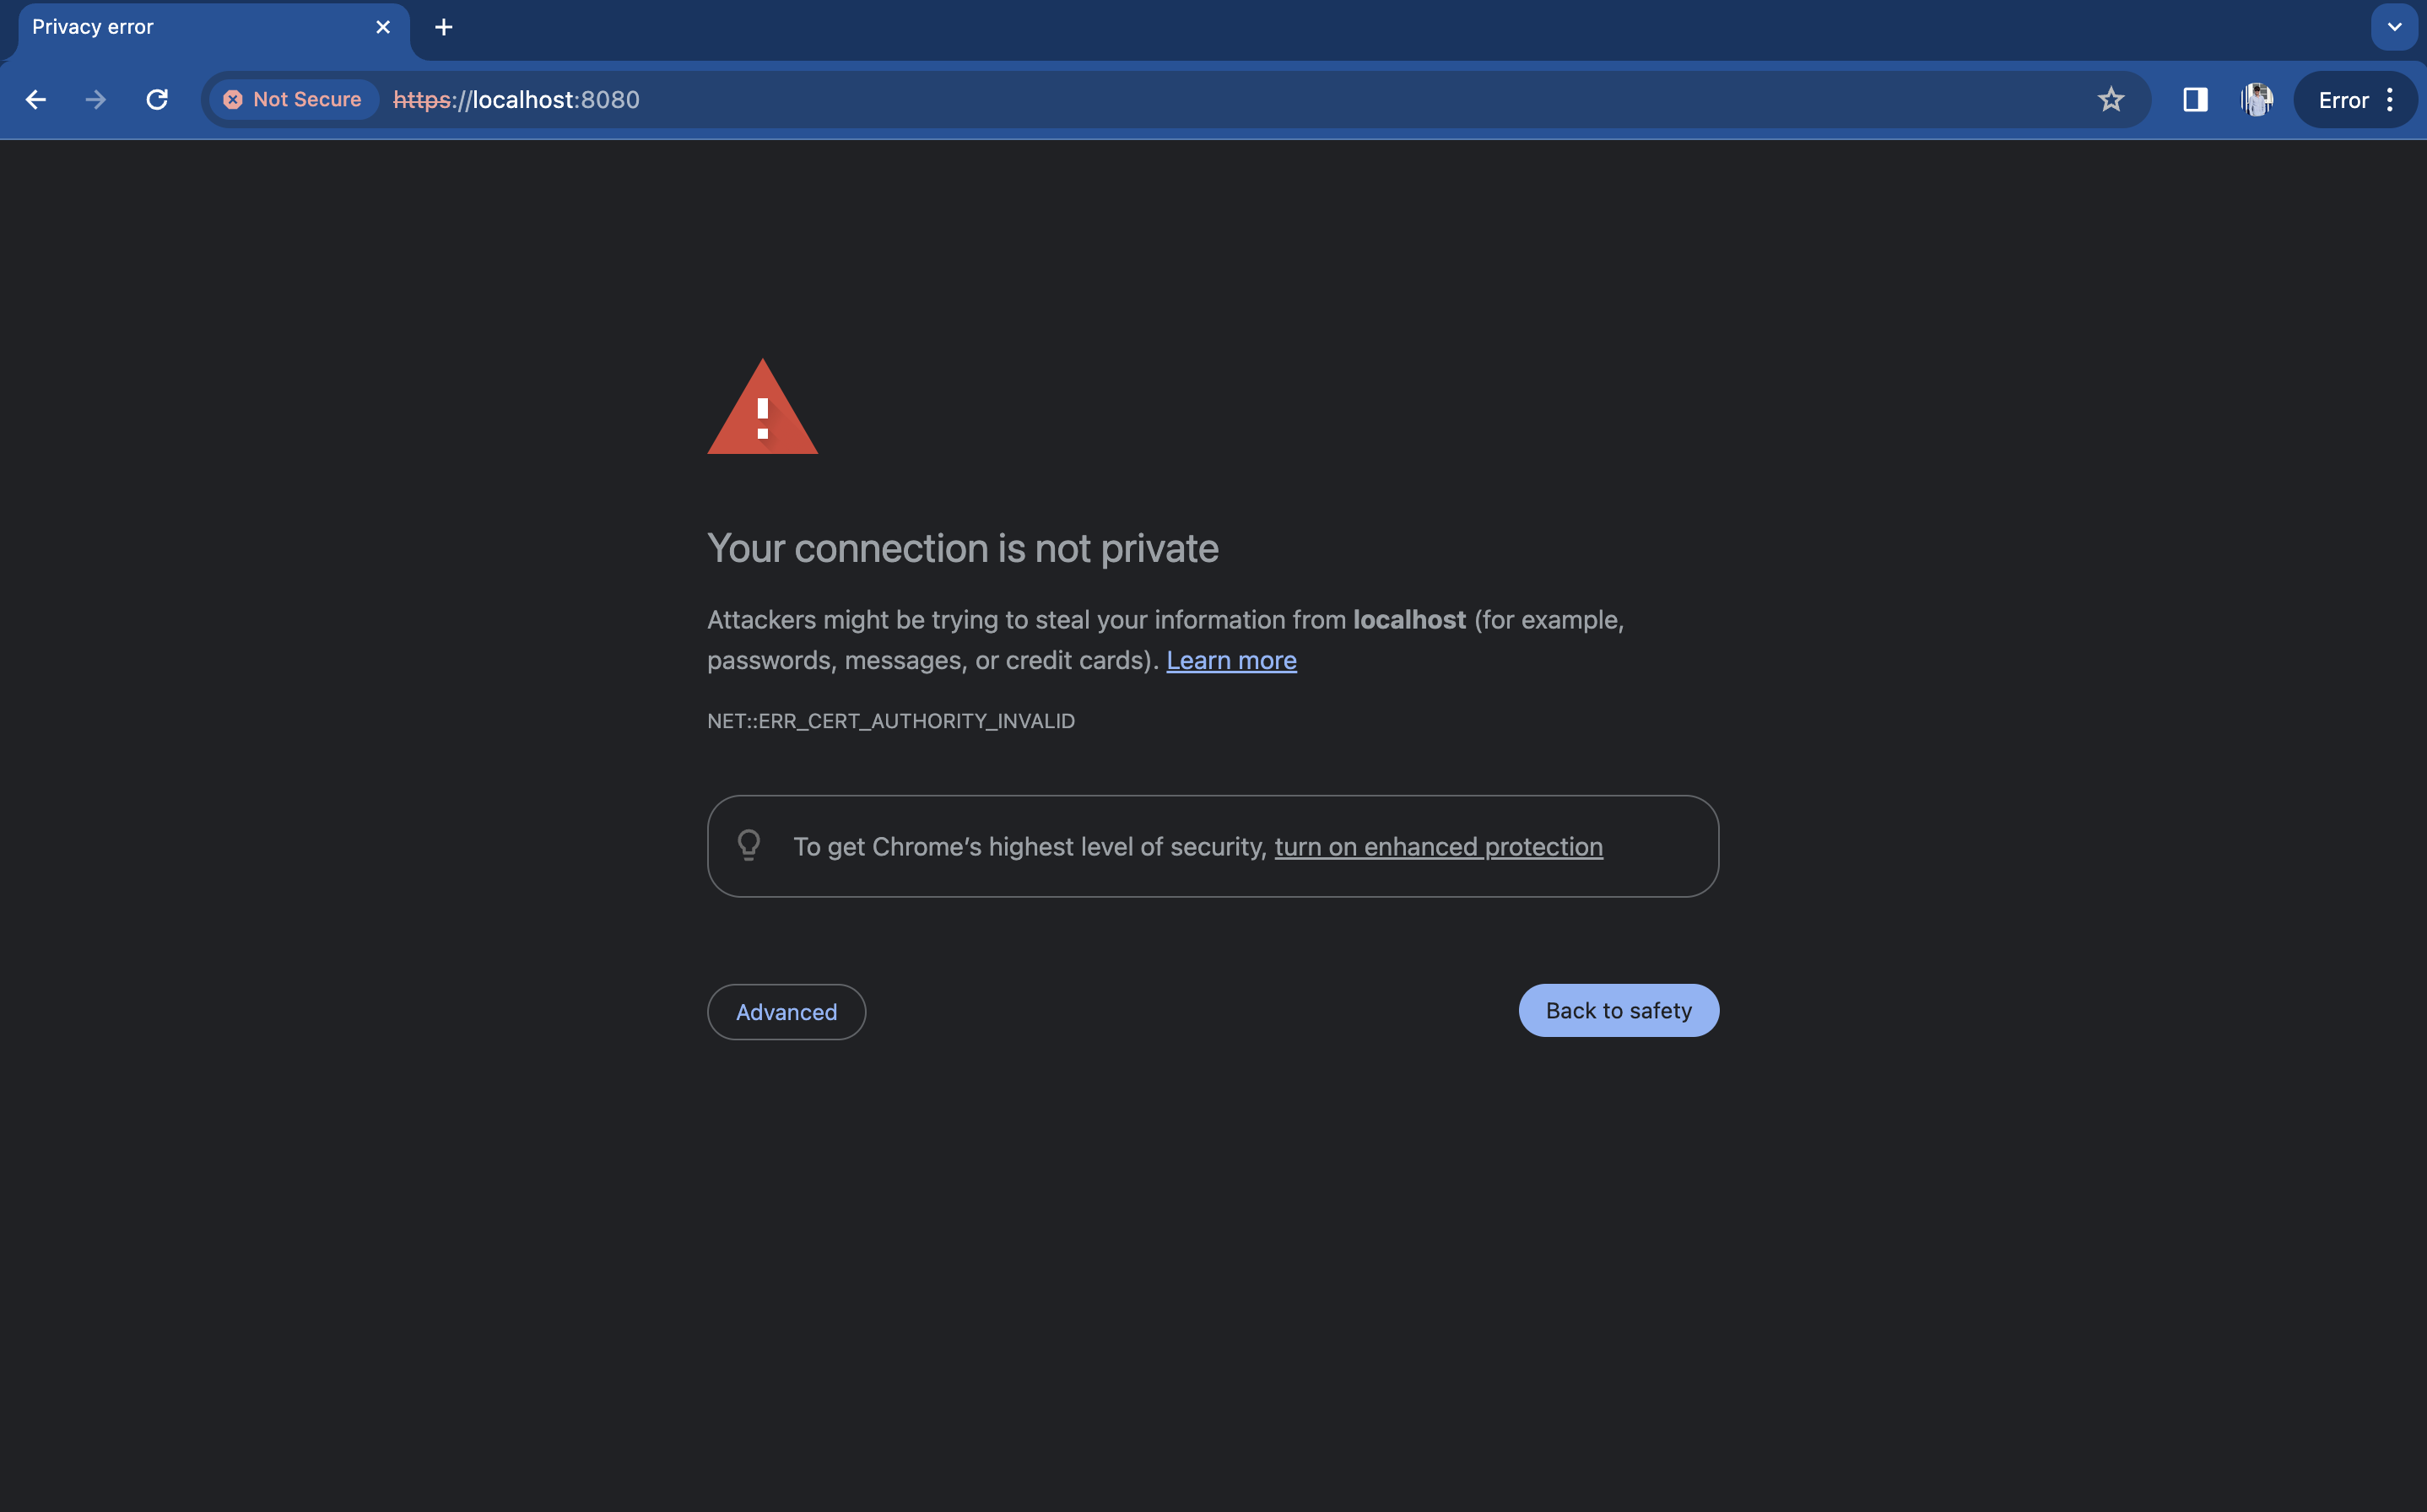 Privacy error
Not Secure https://localhost:8080 Error
Your connection is not private
Attackers might be trying to steal your information from localhost (for example,
passwords, messages, or credit cards). Learn more
NET::ERR_CERT_AUTHORITY_INVALID
To get Chrome’s highest level of security, turn on enhanced protection
Advanced Back to safety